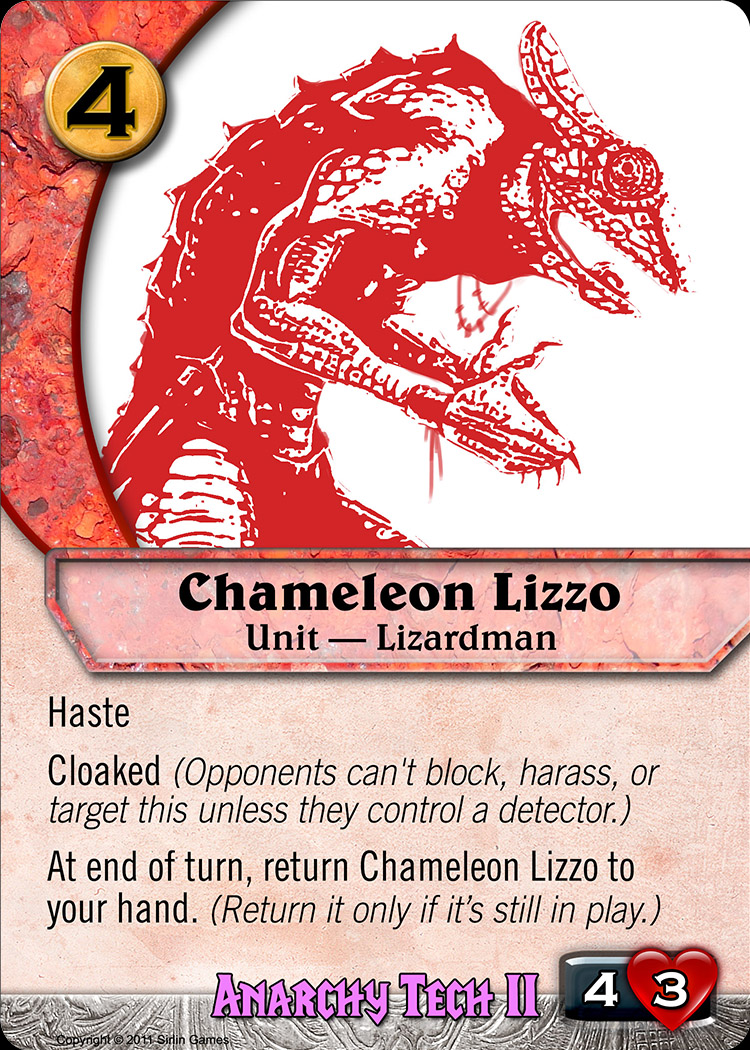 4
Chameleon Lizzo
Unit — Lizardman
Haste
Cloaked (Opponents can't block, harass, or
target this unless they control a detector.)
At end of turn, return Chameleon Lizzo to
your hand. (Return it only if it's still in play.)
Anarchy Tech II
4 3
Copyright © 2011 Sirlin Games